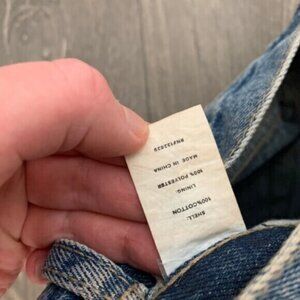 SHELL:
100%COTTON
LINING:
100% POLYESTER
MADE IN CHINA